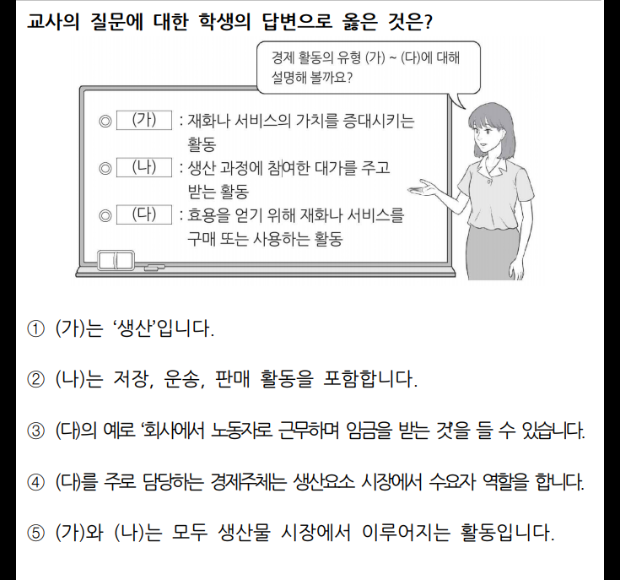 교사의 질문에 대한 학생의 답변으로 옳은 것은?
경제 활동의 유형 (가) ~ (다)에 대해
설명해 볼까요?
◎ (가) : 재화나 서비스의 가치를 증대시키는
활동
◎ (나) : 생산 과정에 참여한 대가를 주고
받는 활동
◎ (다) : 효용을 얻기 위해 재화나 서비스를
구매 또는 사용하는 활동
① (가)는 ‘생산’입니다.
② (나)는 저장, 운송, 판매 활동을 포함합니다.
③ (다)의 예로 ‘회사에서 노동자로 근무하며 임금을 받는 것’을 들 수 있습니다.
④ (다)를 주로 담당하는 경제주체는 생산요소 시장에서 수요자 역할을 합니다.
⑤ (가)와 (나)는 모두 생산물 시장에서 이루어지는 활동입니다.